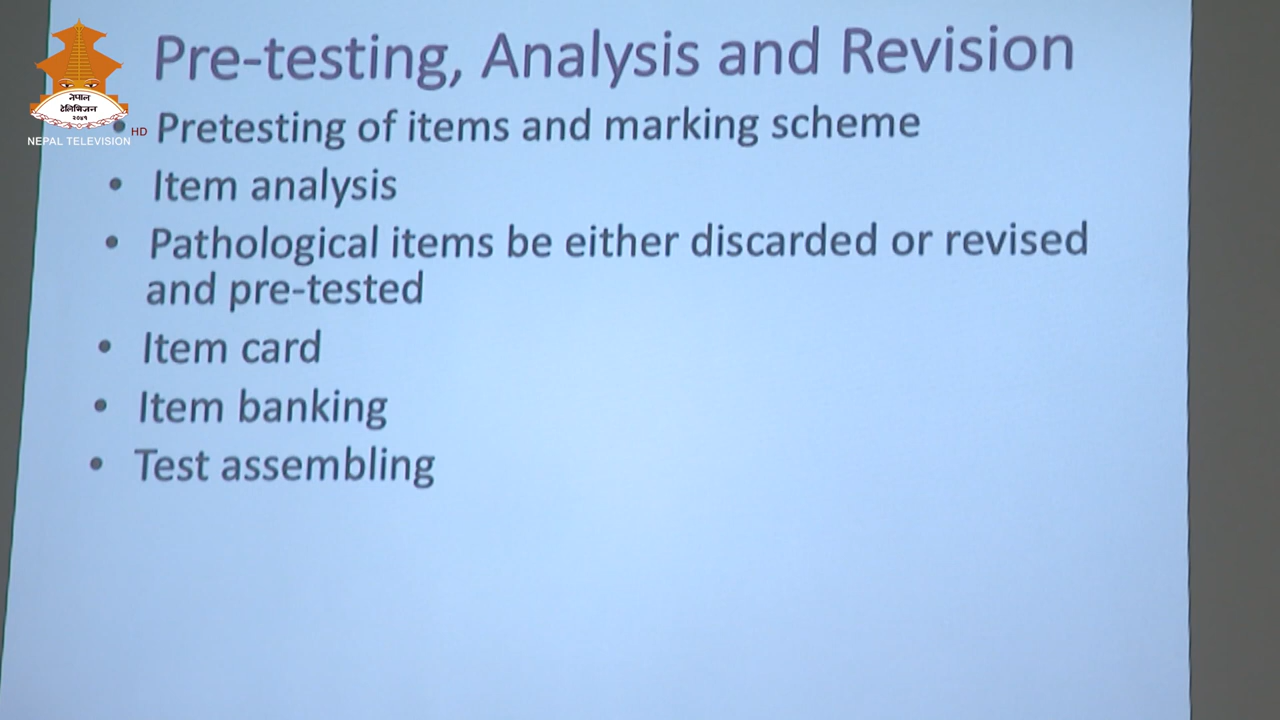 Pre-testing, Analysis and Revision
नेपाल
टेलिभिजन
२०४१
NEPAL TELEVISION HD
• Pretesting of items and marking scheme
• Item analysis
• Pathological items be either discarded or revised
and pre-tested
• Item card
• Item banking
• Test assembling